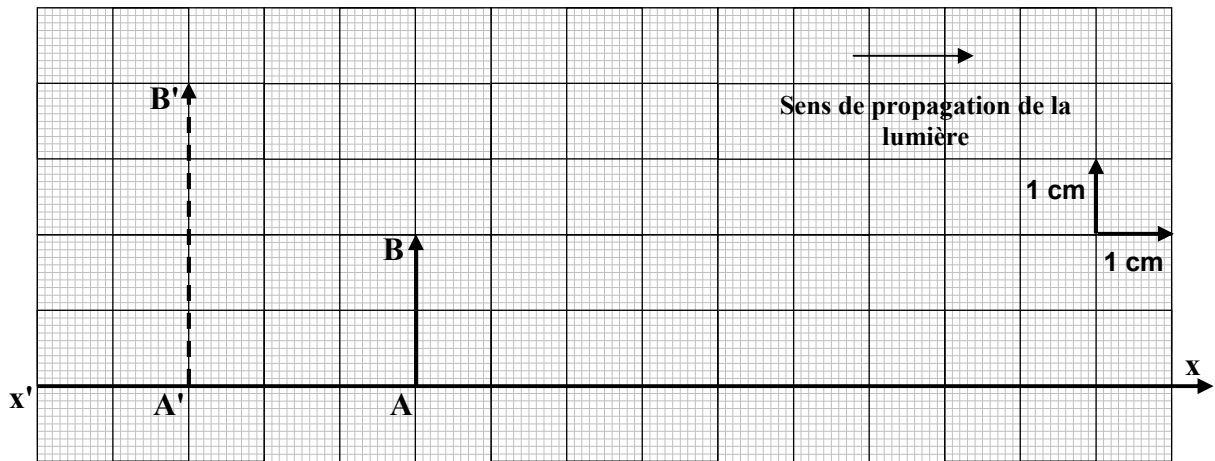 B'
Sens de propagation de la
lumière
1 cm
B
1 cm
x
x'
A'
A